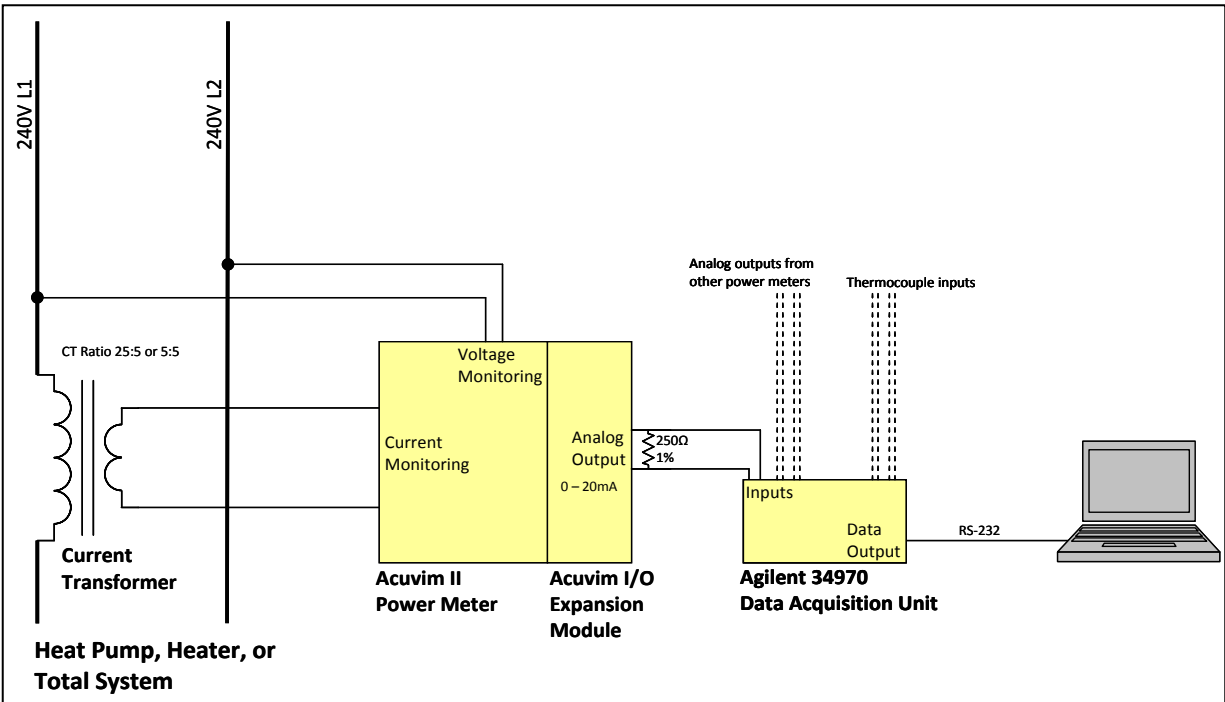 240V L1
240V L2
Analog outputs from
other power meters
Thermocouple inputs
CT Ratio 25:5 or 5:5
Voltage
Monitoring
Current
Monitoring
Analog
Output
0 – 20mA
250Ω
1%
Inputs
Data
Output
RS-232
Current
Transformer
Acuvim II
Power Meter
Acuvim I/O
Expansion
Module
Agilent 34970
Data Acquisition Unit
Heat Pump, Heater, or
Total System